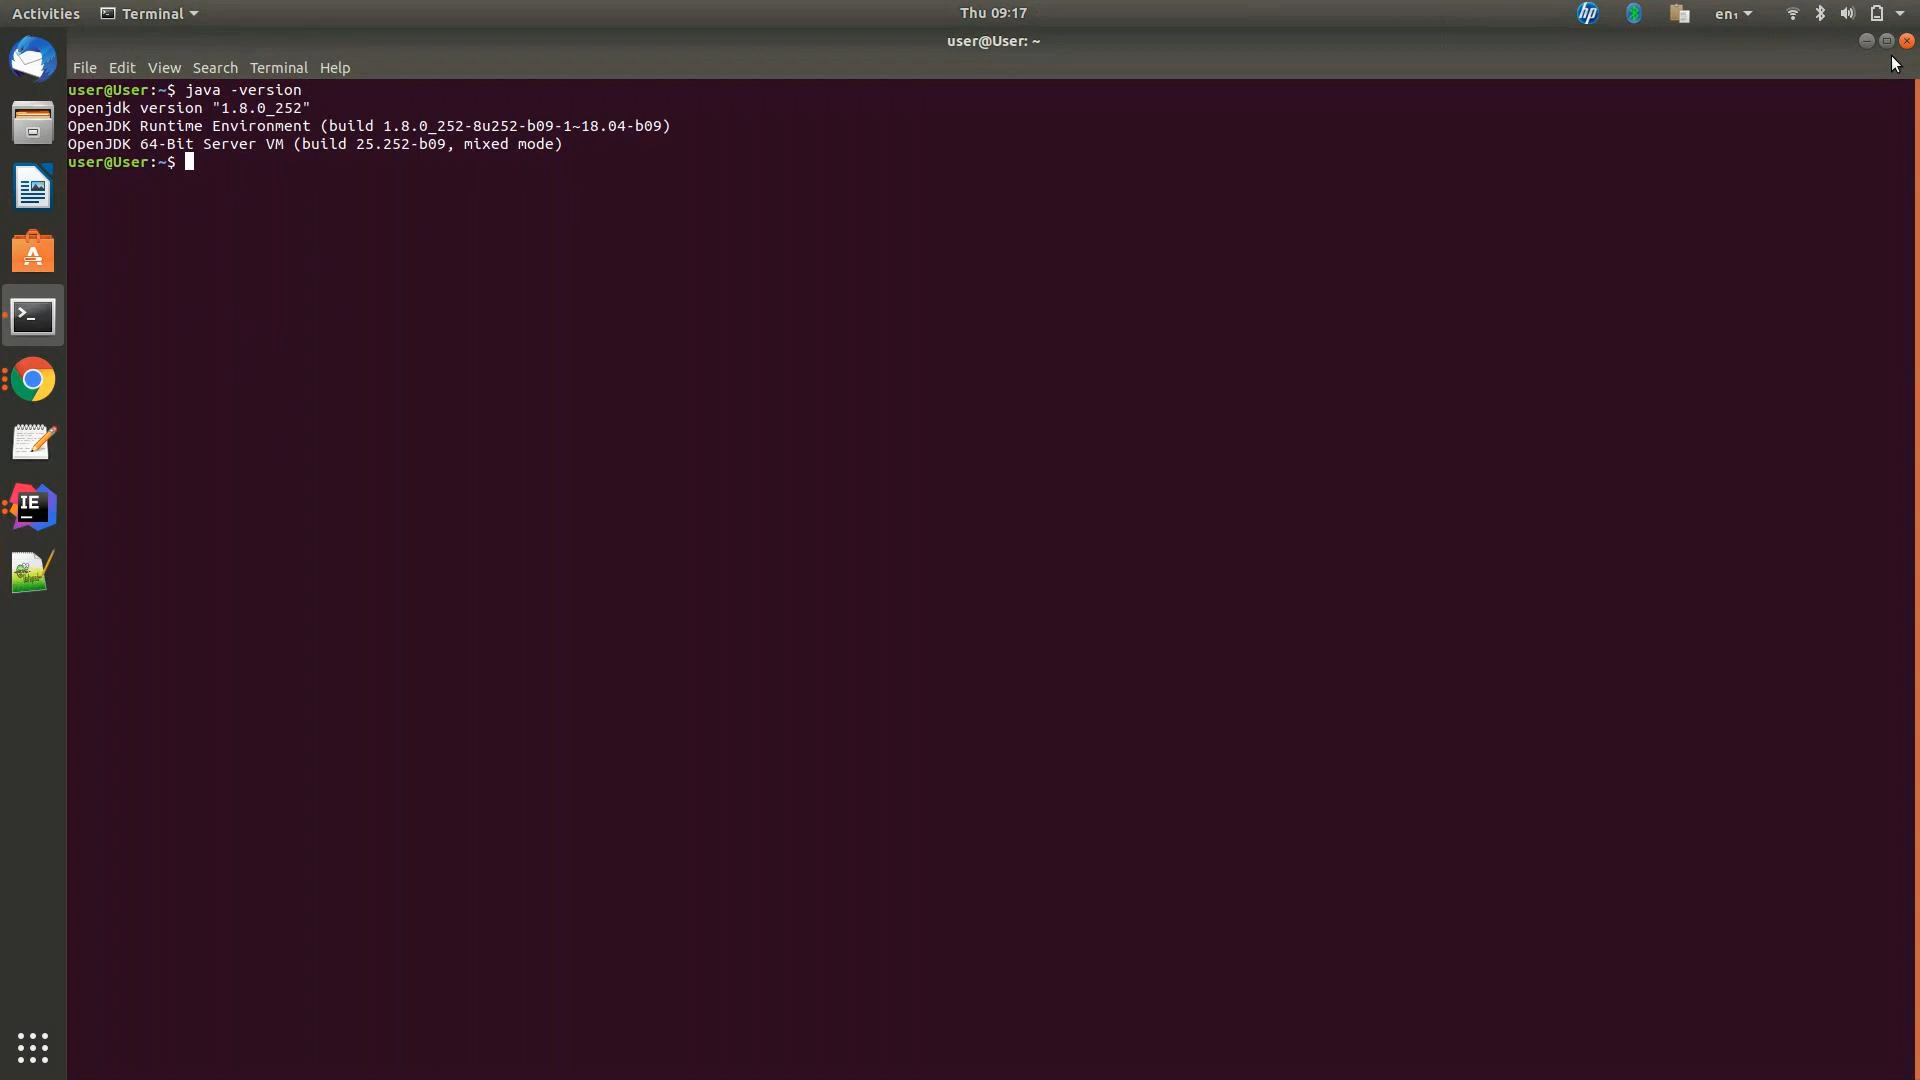 Activities Terminal Thu 09:17 hp en₁
user@User: ~
File Edit View Search Terminal Help
user@User:~$ java -version
openjdk version "1.8.0_252"
OpenJDK Runtime Environment (build 1.8.0_252-8u252-b09-1~18.04-b09)
OpenJDK 64-Bit Server VM (build 25.252-b09, mixed mode)
user@User:~$
A
>_
IE